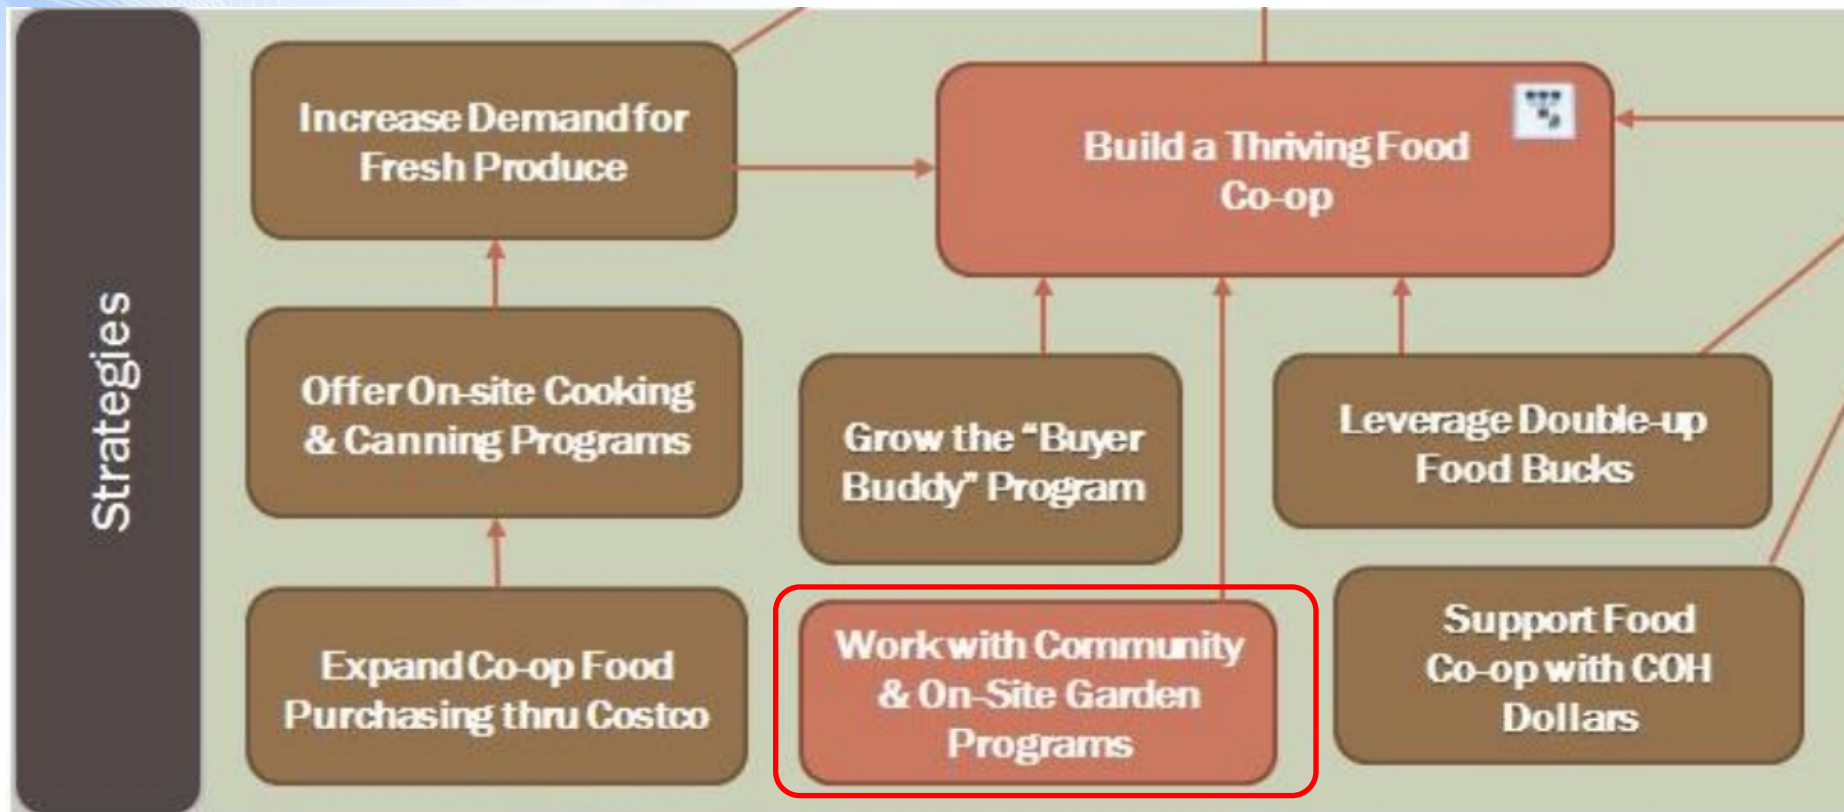 Strategies
Increase Demand for
Fresh Produce
Build a Thriving Food
Co-op
Offer On-site Cooking
& Canning Programs
Grow the “Buyer
Buddy” Program
Leverage Double-up
Food Bucks
Expand Co-op Food
Purchasing thru Costco
Work with Community
& On-Site Garden
Programs
Support Food
Co-op with COH
Dollars